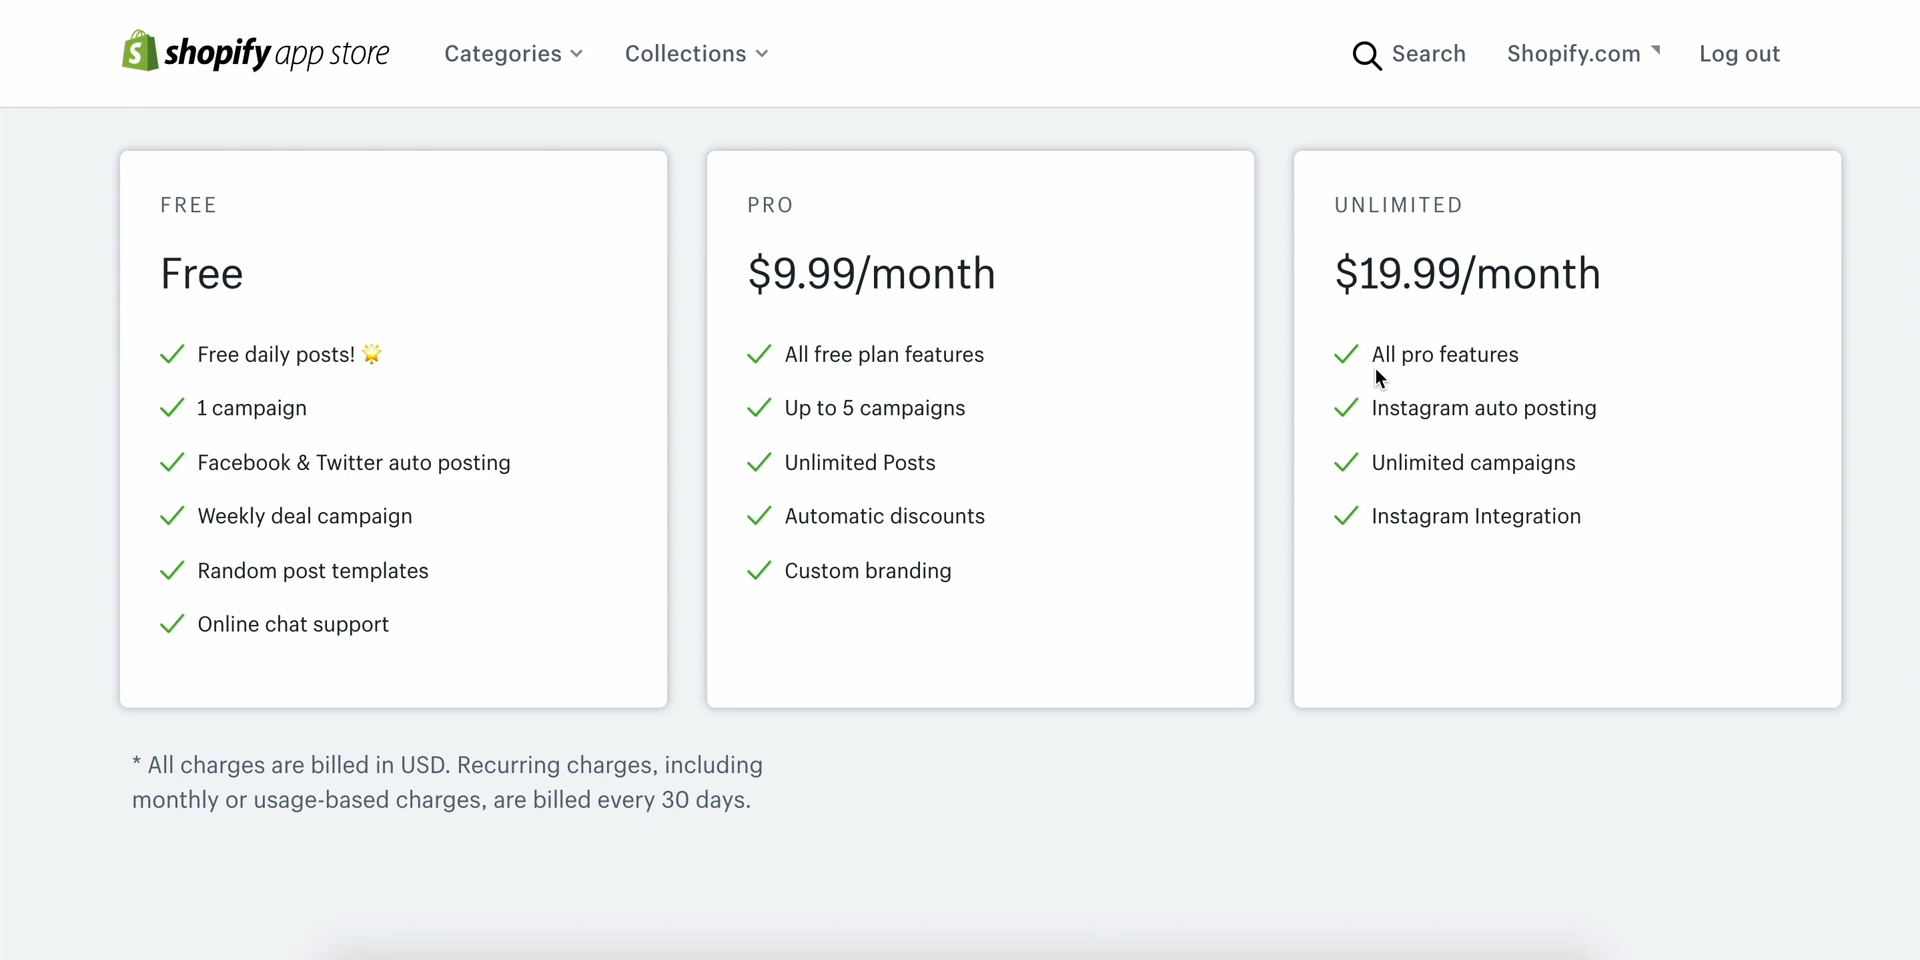 shopify app store
Categories
Collections
Search
Shopify.com
Log out
FREE
Free
Free daily posts! 🌟
1 campaign
Facebook & Twitter auto posting
Weekly deal campaign
Random post templates
Online chat support
PRO
$9.99/month
All free plan features
Up to 5 campaigns
Unlimited Posts
Automatic discounts
Custom branding
UNLIMITED
$19.99/month
All pro features
Instagram auto posting
Unlimited campaigns
Instagram Integration
* All charges are billed in USD. Recurring charges, including
monthly or usage-based charges, are billed every 30 days.